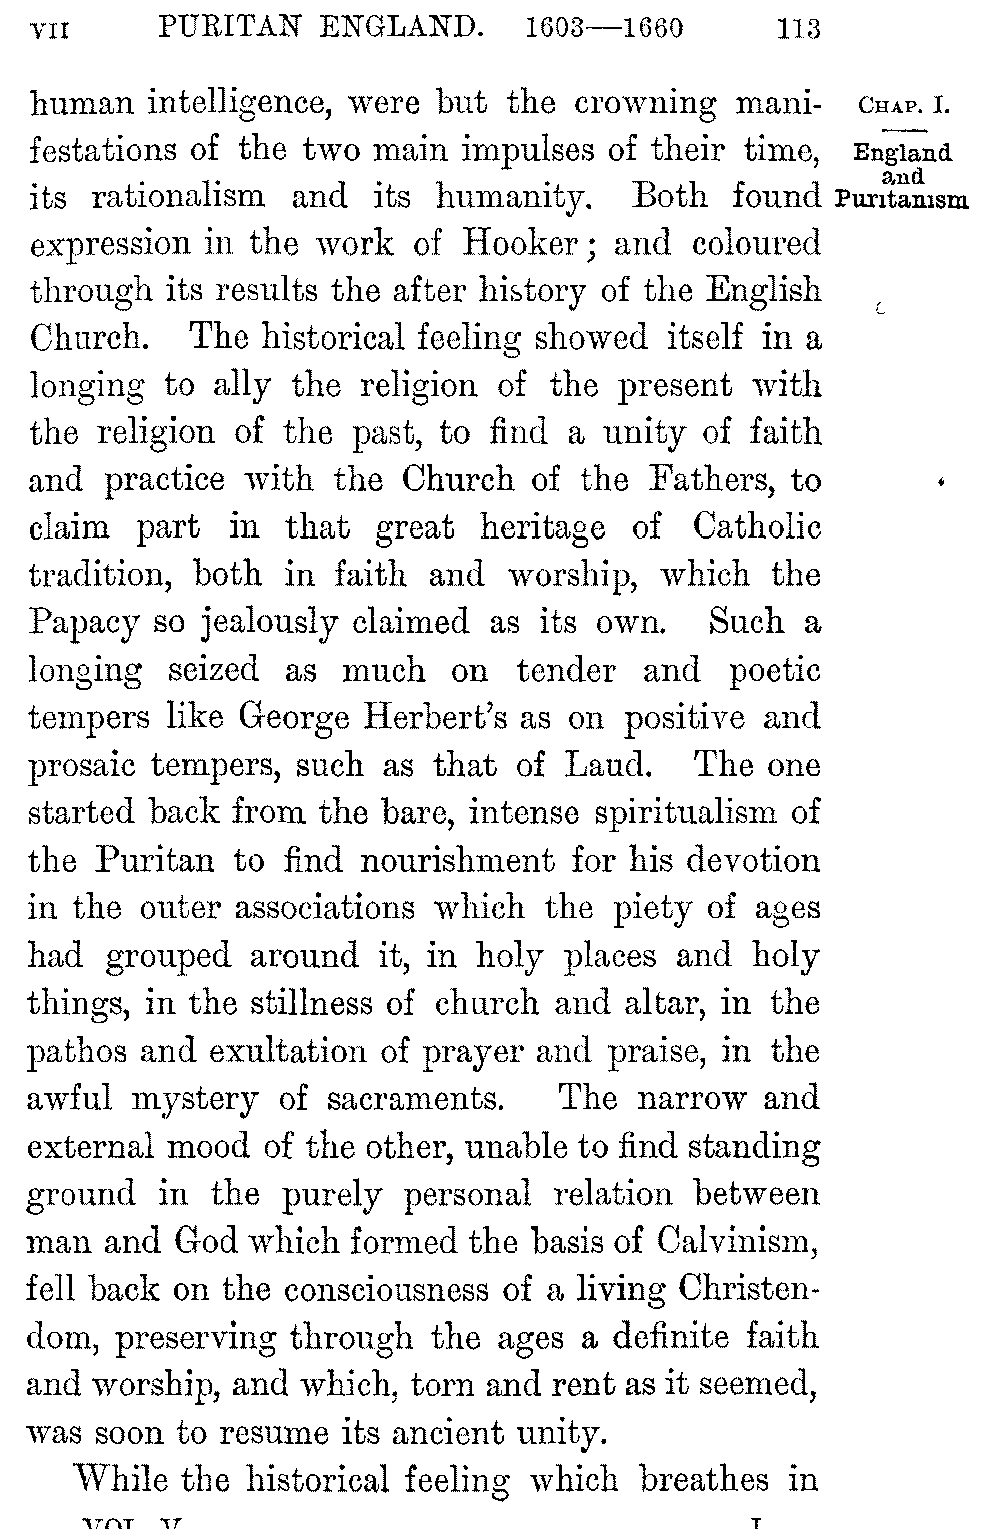 VII PURITAN ENGLAND. 1603—1660 113
human intelligence, were but the crowning mani-
festations of the two main impulses of their time,
its rationalism and its humanity. Both found
expression in the work of Hooker; and coloured
through its results the after history of the English
Church. The historical feeling showed itself in a
longing to ally the religion of the present with
the religion of the past, to find a unity of faith
and practice with the Church of the Fathers, to
claim part in that great heritage of Catholic
tradition, both in faith and worship, which the
Papacy so jealously claimed as its own. Such a
longing seized as much on tender and poetic
tempers like George Herbert's as on positive and
prosaic tempers, such as that of Laud. The one
started back from the bare, intense spiritualism of
the Puritan to find nourishment for his devotion
in the outer associations which the piety of ages
had grouped around it, in holy places and holy
things, in the stillness of church and altar, in the
pathos and exultation of prayer and praise, in the
awful mystery of sacraments. The narrow and
external mood of the other, unable to find standing
ground in the purely personal relation between
man and God which formed the basis of Calvinism,
fell back on the consciousness of a living Christen-
dom, preserving through the ages a definite faith
and worship, and which, torn and rent as it seemed,
was soon to resume its ancient unity.
While the historical feeling which breathes in
VOL. V. I
CHAP. I.
England
and
Puritanism